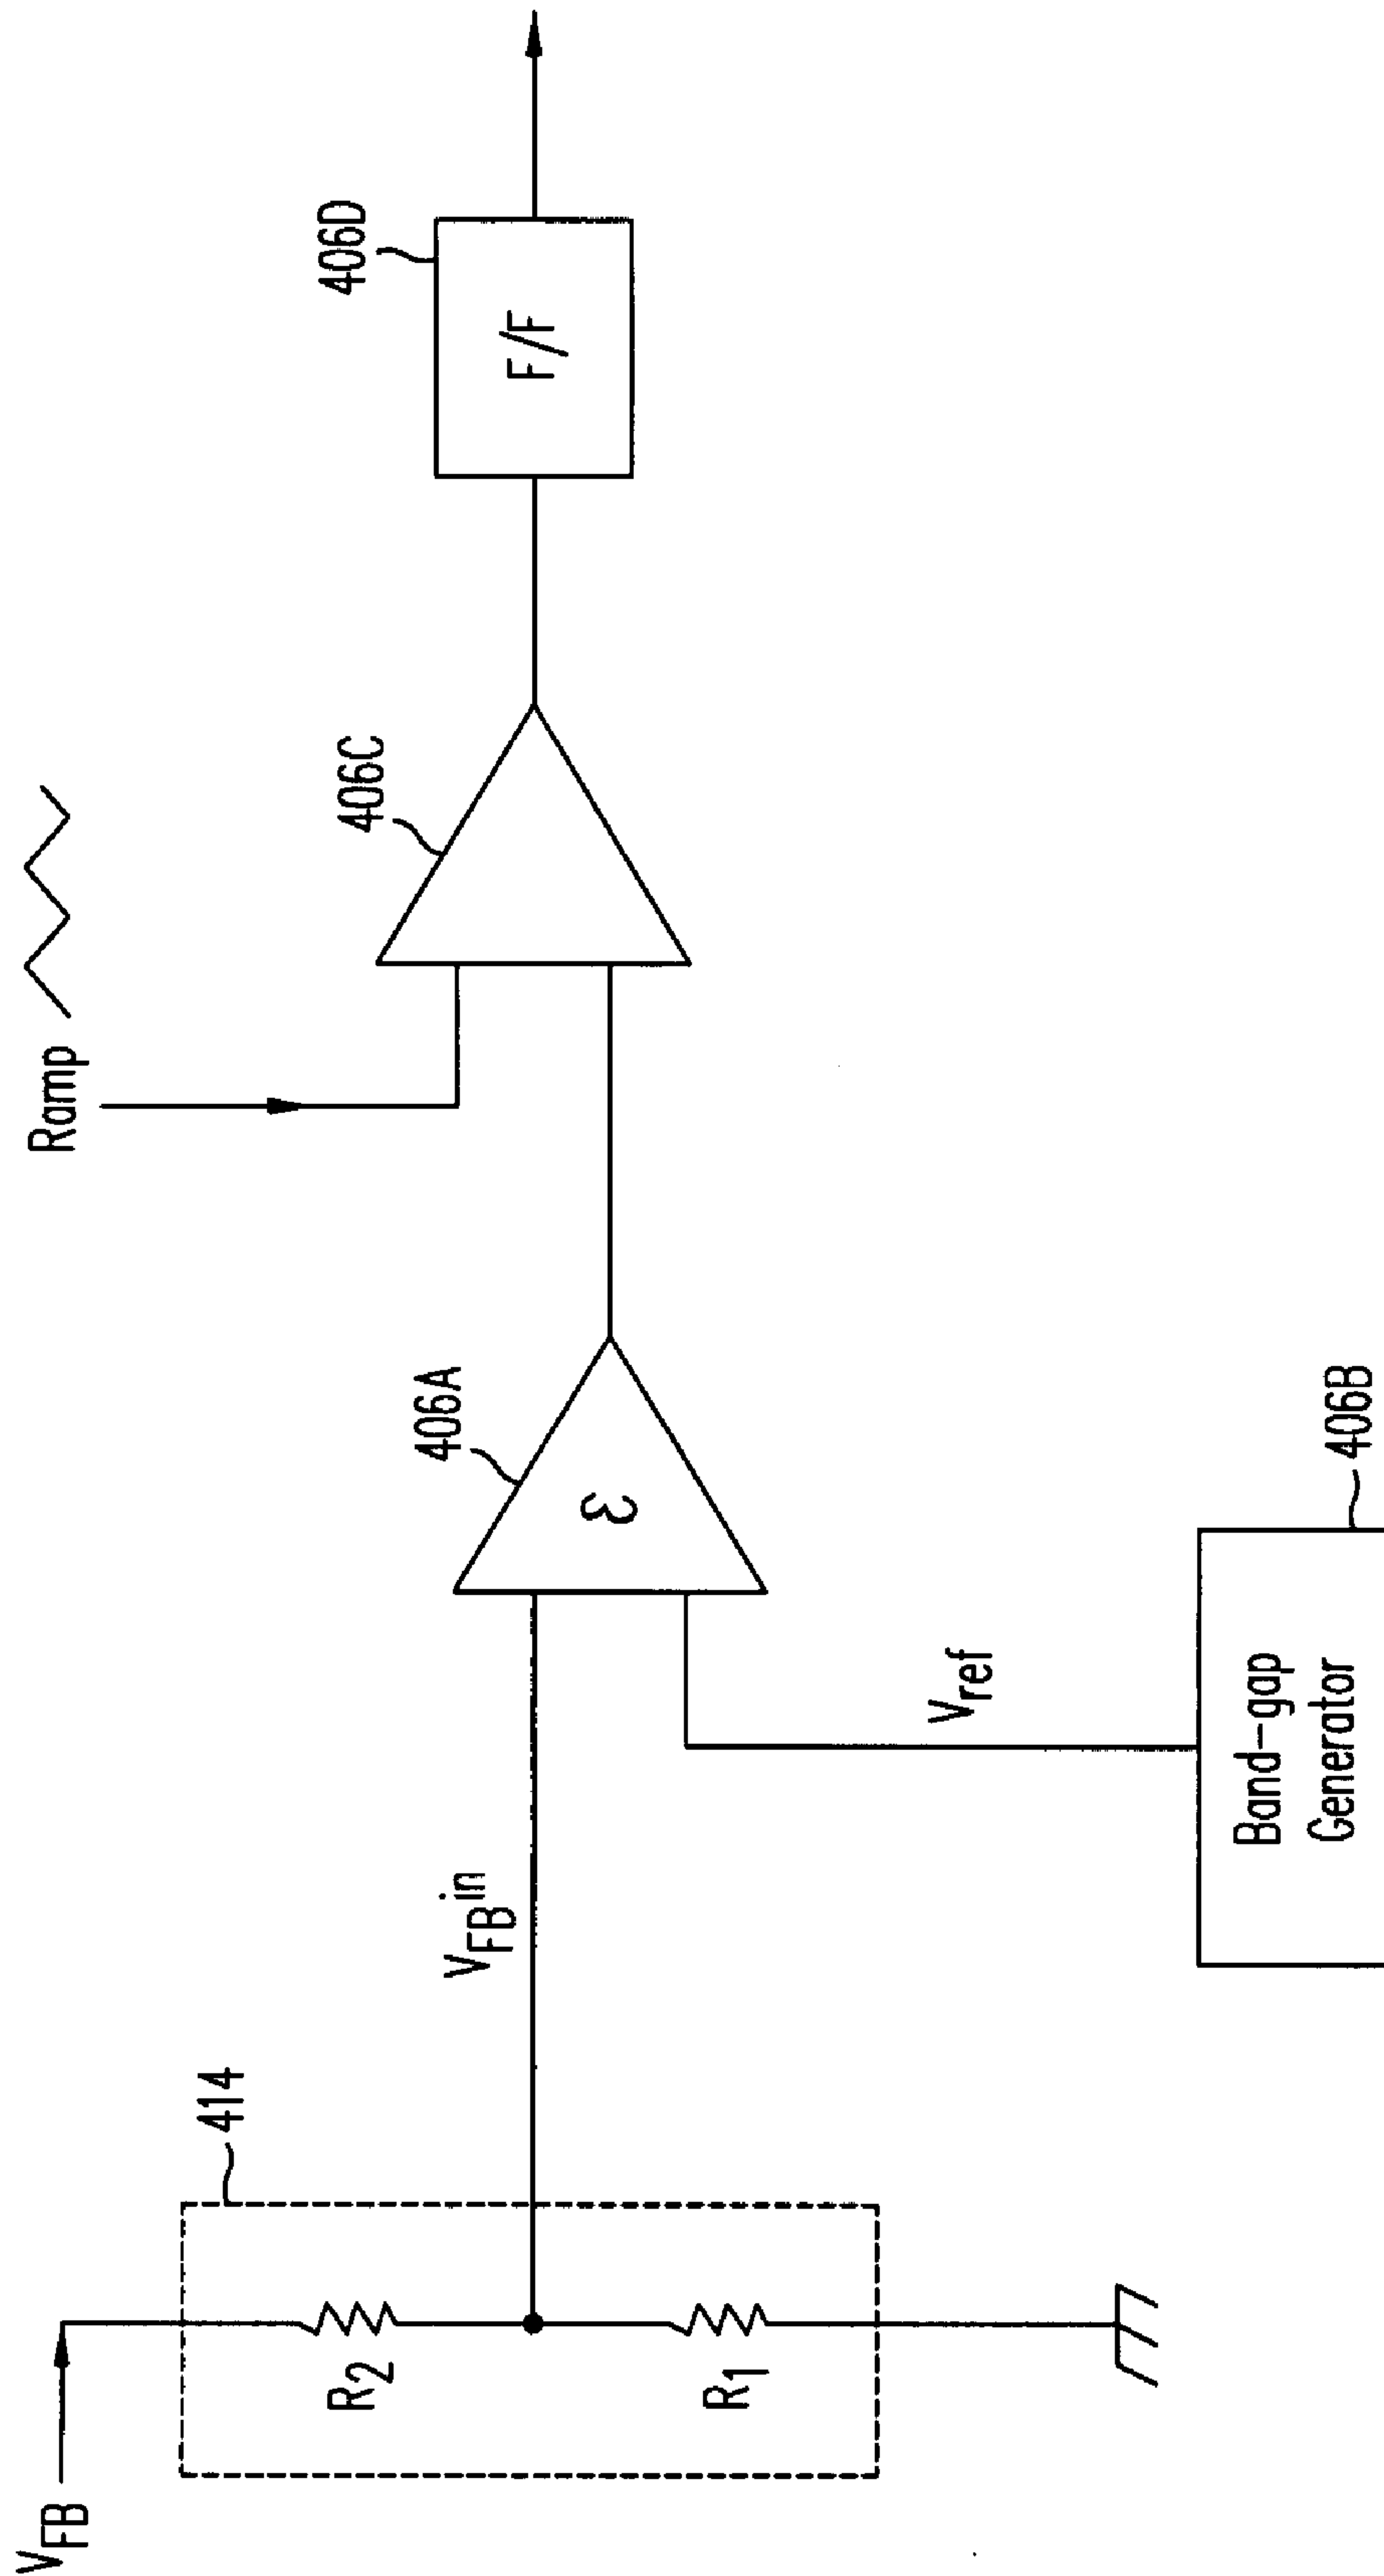 V_FB
414
R_2
R_1
V_FB^in
V_ref
Band-gap
Generator
406B
406A
ε
Ramp
406C
406D
F/F